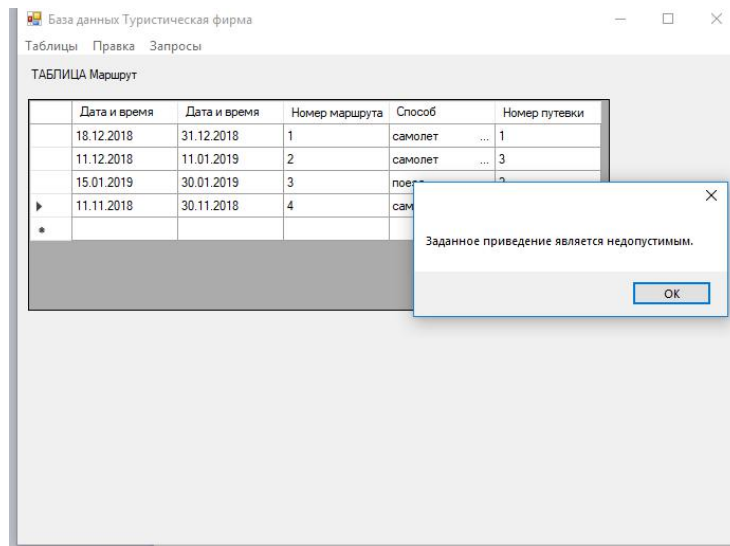 База данных Туристическая фирма
Таблицы Правка Запросы
ТАБЛИЦА Маршрут
Дата и время Дата и время Номер маршрута Способ Номер путевки
18.12.2018 31.12.2018 1 самолет ... 1
11.12.2018 11.01.2019 2 самолет ... 3
15.01.2019 30.01.2019 3
11.11.2018 30.11.2018 4 сам
Заданное приведение является недопустимым.
ОК